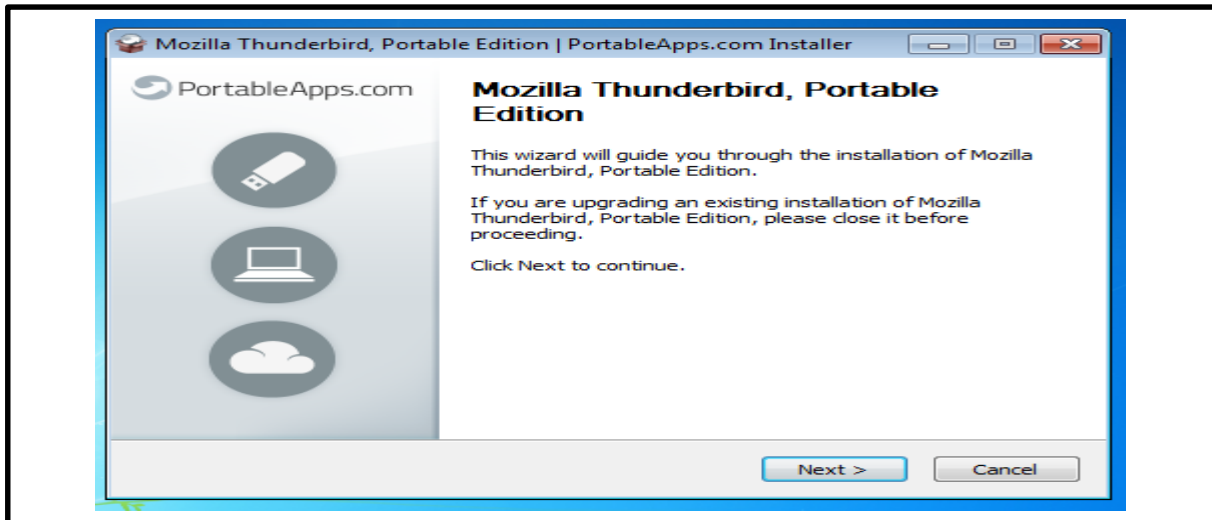 Mozilla Thunderbird, Portable Edition | PortableApps.com Installer
PortableApps.com
Mozilla Thunderbird, Portable
Edition
This wizard will guide you through the installation of Mozilla
Thunderbird, Portable Edition.
If you are upgrading an existing installation of Mozilla
Thunderbird, Portable Edition, please close it before
proceeding.
Click Next to continue.
Next >
Cancel